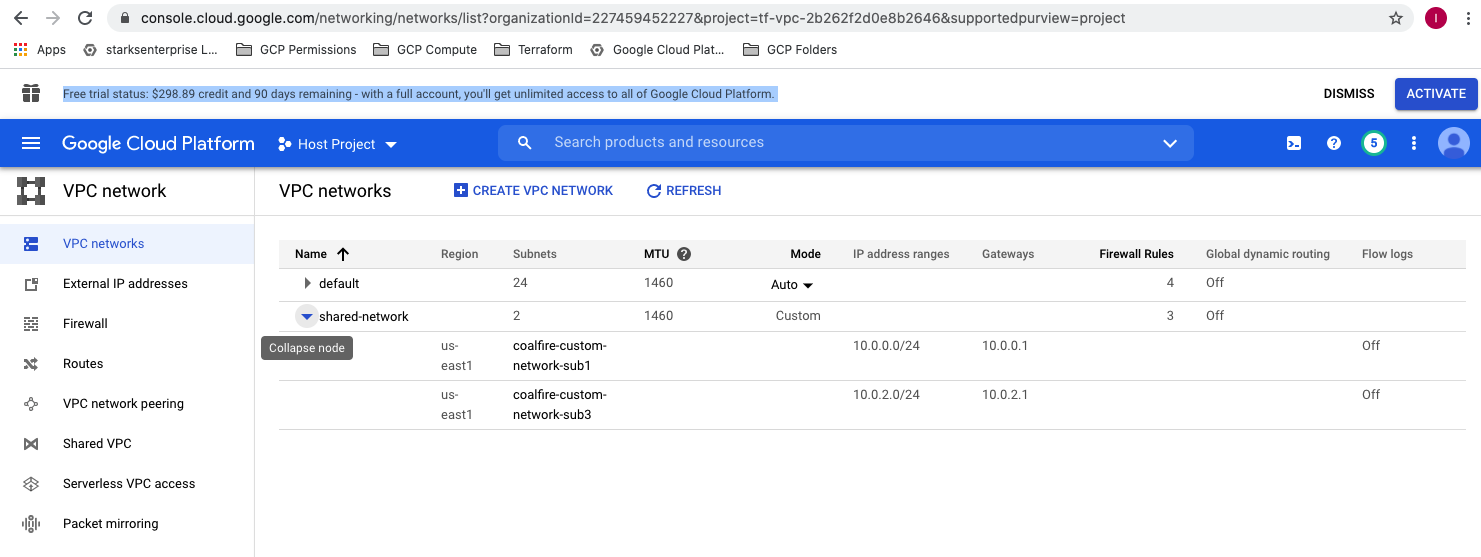 console.cloud.google.com/networking/networks/list?organizationId=227459452227&project=tf-vpc-2b262f2d0e8b2646&supportedpurview=project
I
Apps starksenterprise L... GCP Permissions GCP Compute Terraform Google Cloud Plat... GCP Folders
Free trial status: $298.89 credit and 90 days remaining - with a full account, you'll get unlimited access to all of Google Cloud Platform.
DISMISS ACTIVATE
Google Cloud Platform Host Project Search products and resources ? 5
VPC network
VPC networks CREATE VPC NETWORK REFRESH
VPC networks
External IP addresses
Firewall
Routes
VPC network peering
Shared VPC
Serverless VPC access
Packet mirroring
Name Region Subnets MTU ? Mode IP address ranges Gateways Firewall Rules Global dynamic routing Flow logs
default 24 1460 Auto 4 Off
shared-network 2 1460 Custom 3 Off
Collapse node
us- coalfire-custom- 10.0.0.0/24 10.0.0.1 Off
east1 network-sub1
us- coalfire-custom- 10.0.2.0/24 10.0.2.1 Off
east1 network-sub3